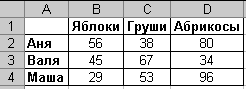 A B C D
1 Яблоки Груши Абрикосы
2 Аня 56 38 80
3 Валя 45 67 34
4 Маша 29 53 96